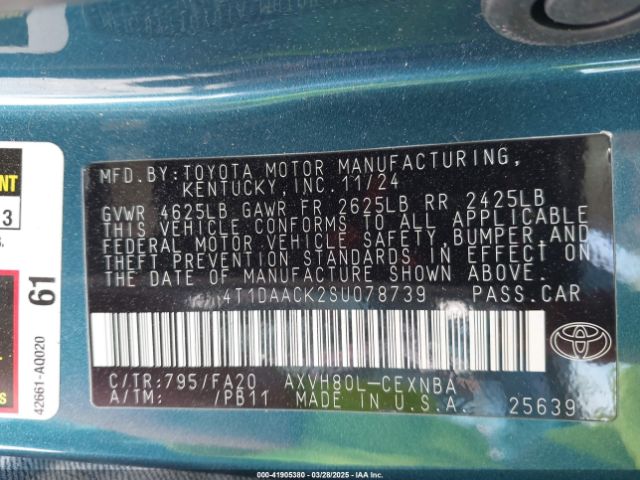 MFD.BY:TOYOTA MOTOR MANUFACTURING,
KENTUCKY,INC.11/24
GVWR 4625LB GAWR FR 2625LB RR 2425LB
THIS VEHICLE CONFORMS TO ALL APPLICABLE
FEDERAL MOTOR VEHICLE SAFETY,BUMPER,AND
THEFT PREVENTION STANDARDS IN EFFECT ON
THE DATE OF MANUFACTURE SHOWN ABOVE.
4T1DAACK2SU078739 PASS.CAR
C/TR:795/FA20 AXVH80L-CEXNBA
A/TM: /PB11 MADE IN U.S.A. 25639
TOYOTA
61
42661-A0020
000-41905380 | 03/28/2025 - IAA Inc.